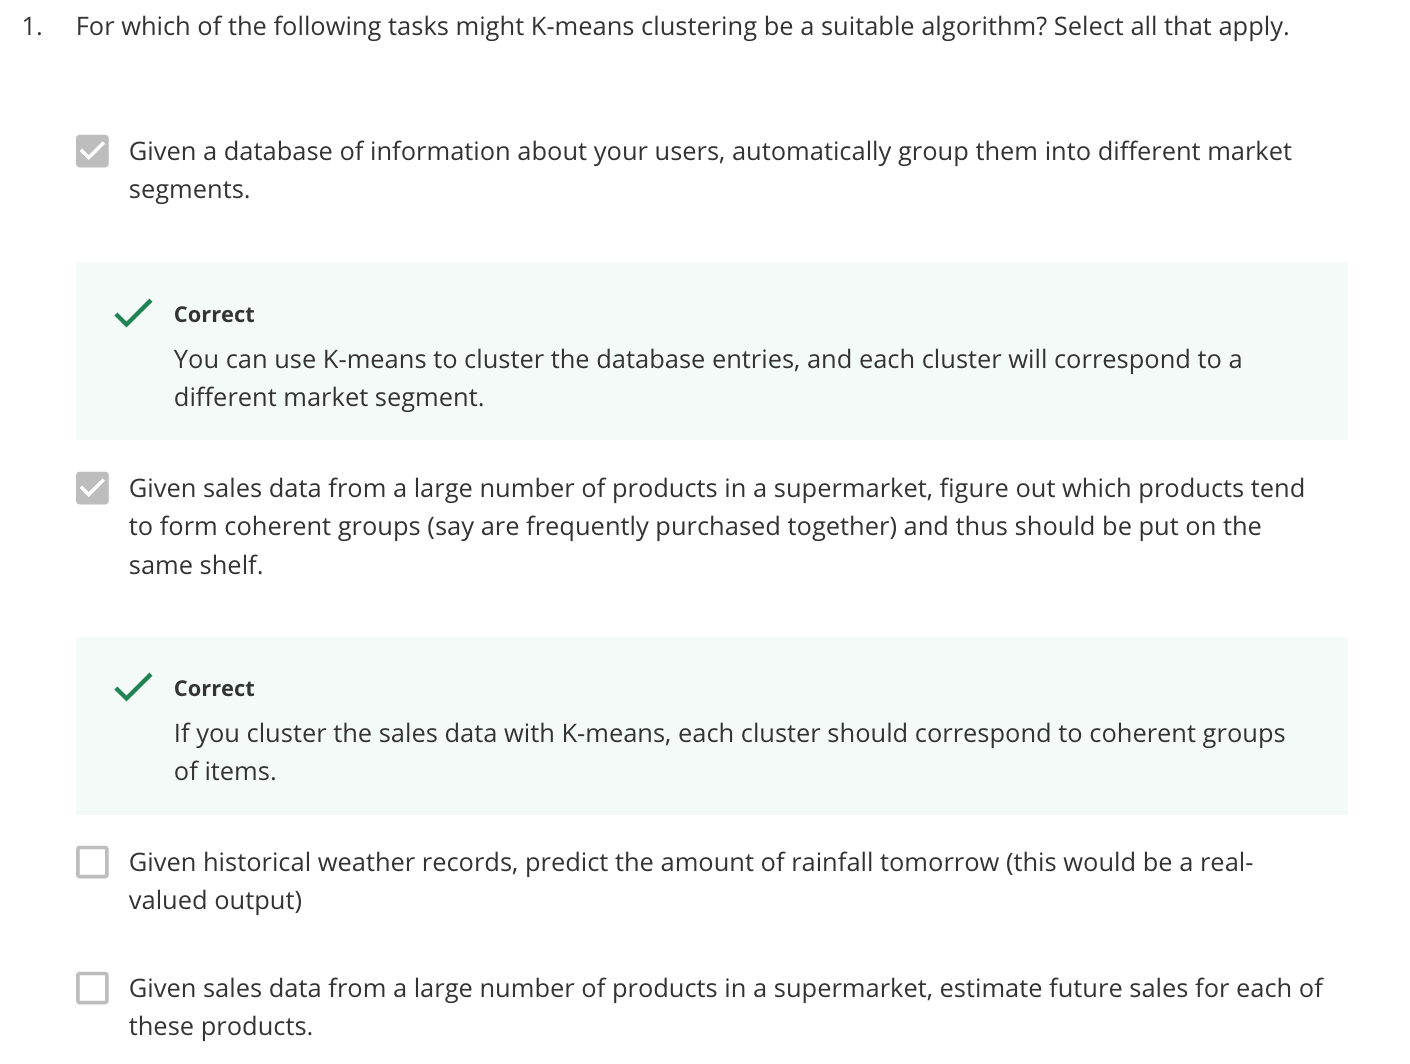 1. For which of the following tasks might K-means clustering be a suitable algorithm? Select all that apply.
Given a database of information about your users, automatically group them into different market
segments.
Correct
You can use K-means to cluster the database entries, and each cluster will correspond to a
different market segment.
Given sales data from a large number of products in a supermarket, figure out which products tend
to form coherent groups (say are frequently purchased together) and thus should be put on the
same shelf.
Correct
If you cluster the sales data with K-means, each cluster should correspond to coherent groups
of items.
Given historical weather records, predict the amount of rainfall tomorrow (this would be a real-
valued output)
Given sales data from a large number of products in a supermarket, estimate future sales for each of
these products.